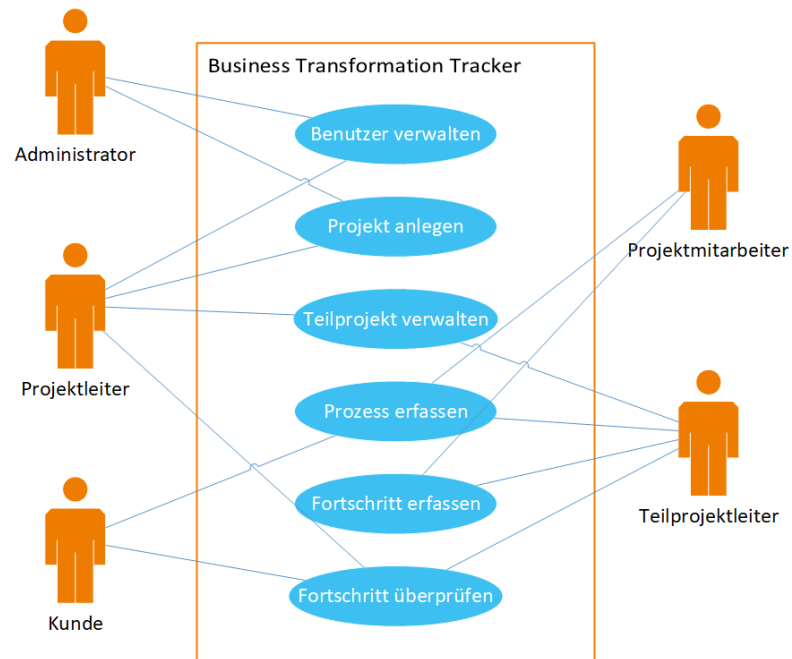 Business Transformation Tracker
Administrator
Benutzer verwalten
Projekt anlegen
Projektmitarbeiter
Teilprojekt verwalten
Projektleiter
Prozess erfassen
Fortschritt erfassen
Teilprojektleiter
Fortschritt überprüfen
Kunde